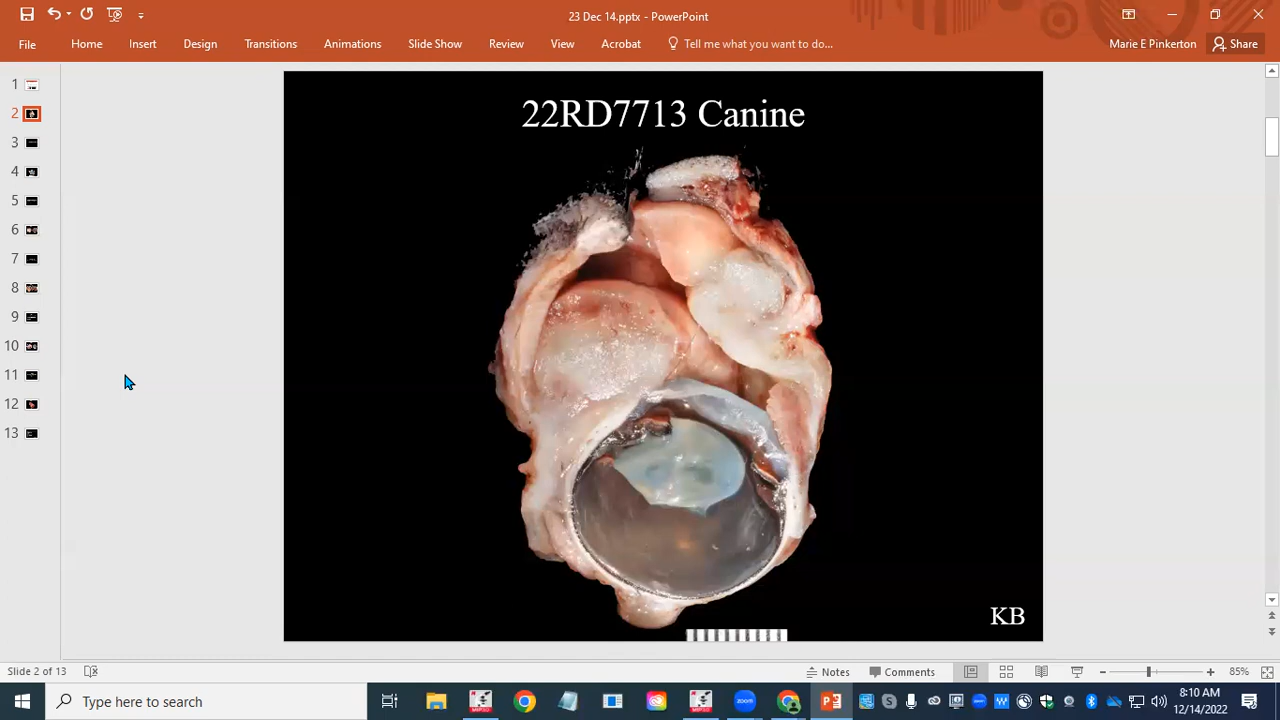 23 Dec 14.pptx - PowerPoint
File Home Insert Design Transitions Animations Slide Show Review View Acrobat Tell me what you want to do... Marie E Pinkerton Share
22RD7713 Canine
1
2
3
4
5
6
7
8
9
10
11
12
13
KB
Slide 2 of 13 Notes Comments 85%
Type here to search
8:10 AM
12/14/2022